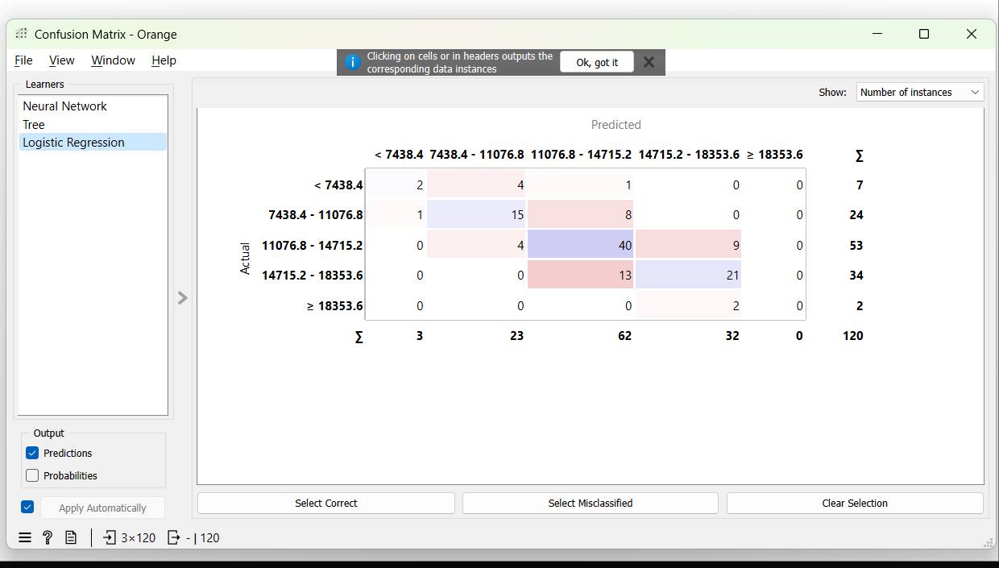 Confusion Matrix - Orange
File View Window Help
Clicking on cells or in headers outputs the
corresponding data instances
Ok, got it
Learners
Neural Network
Tree
Logistic Regression
Show: Number of instances
Predicted
< 7438.4 7438.4 - 11076.8 11076.8 - 14715.2 14715.2 - 18353.6 ≥ 18353.6 ∑
< 7438.4 2 4 1 0 0 7
7438.4 - 11076.8 1 15 8 0 0 24
Actual
11076.8 - 14715.2 0 4 40 9 0 53
14715.2 - 18353.6 0 0 13 21 0 34
≥ 18353.6 0 0 0 2 0 2
∑ 3 23 62 32 0 120
Output
Predictions
Probabilities
Apply Automatically
Select Correct Select Misclassified Clear Selection
3×120 - | 120